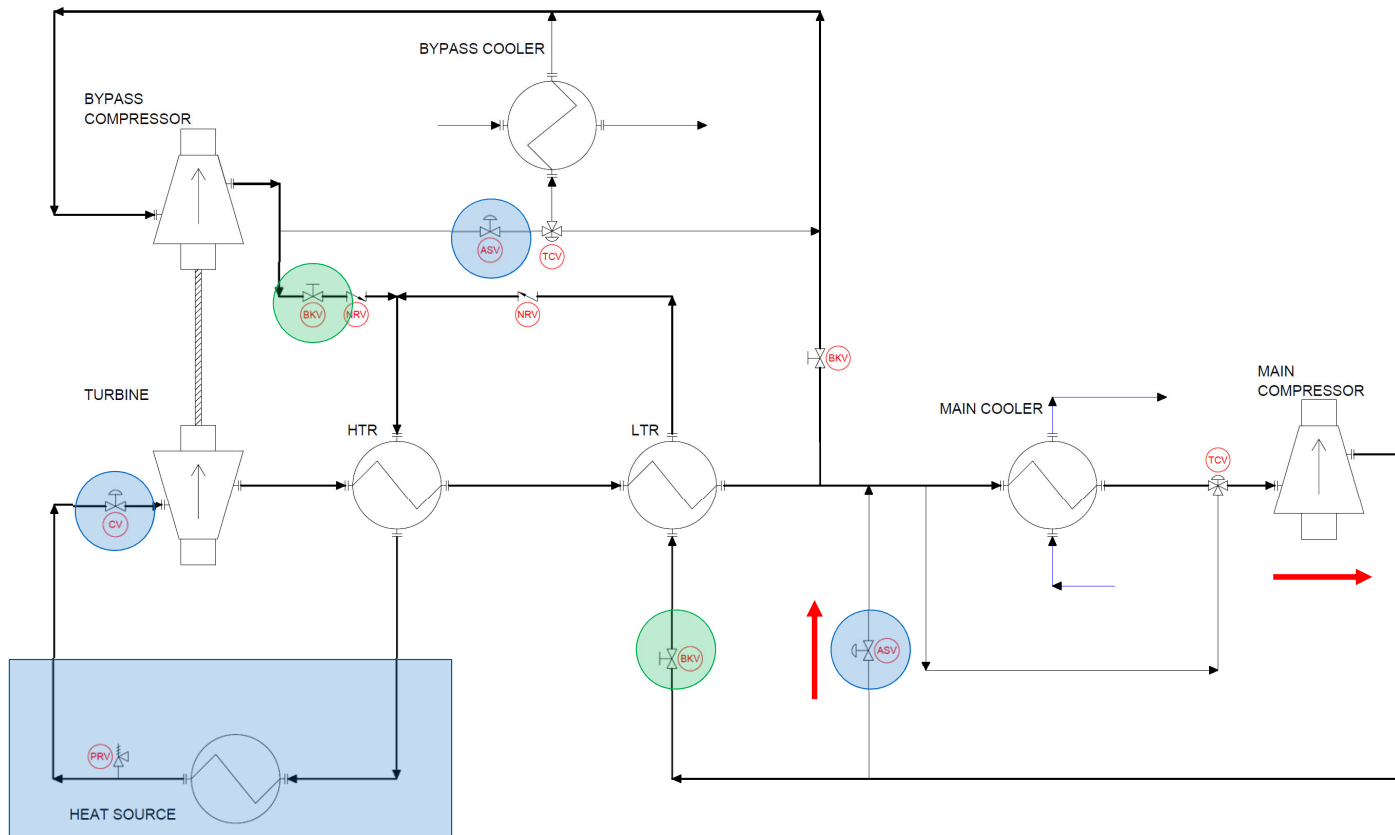 BYPASS COOLER
BYPASS
COMPRESSOR
ASV
TCV
BKV
NRV
NRV
BKV
TURBINE
HTR
LTR
MAIN COOLER
MAIN
COMPRESSOR
TCV
CV
BKV
ASV
PRV
HEAT SOURCE